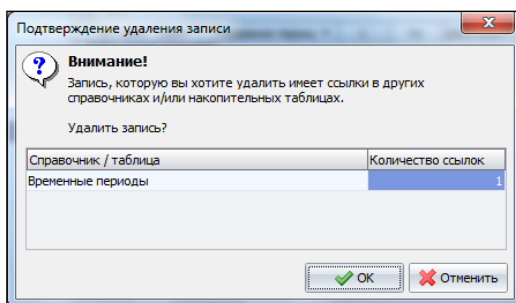 Подтверждение удаления записи
Внимание!
Запись, которую вы хотите удалить имеет ссылки в других
справочниках и/или накопительных таблицах.
Удалить запись?
Справочник / таблица Количество ссылок
Временные периоды 1
OK Отменить